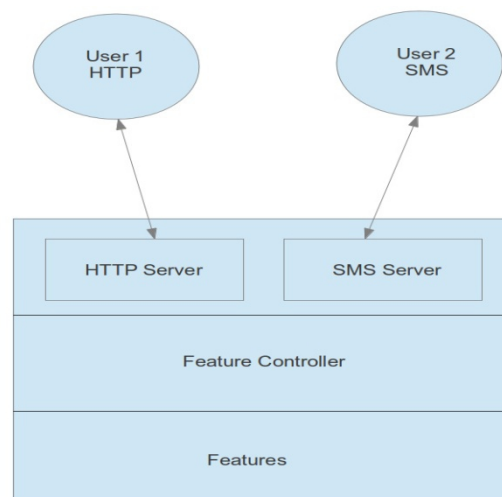 User 1
HTTP
User 2
SMS
HTTP Server
SMS Server
Feature Controller
Features